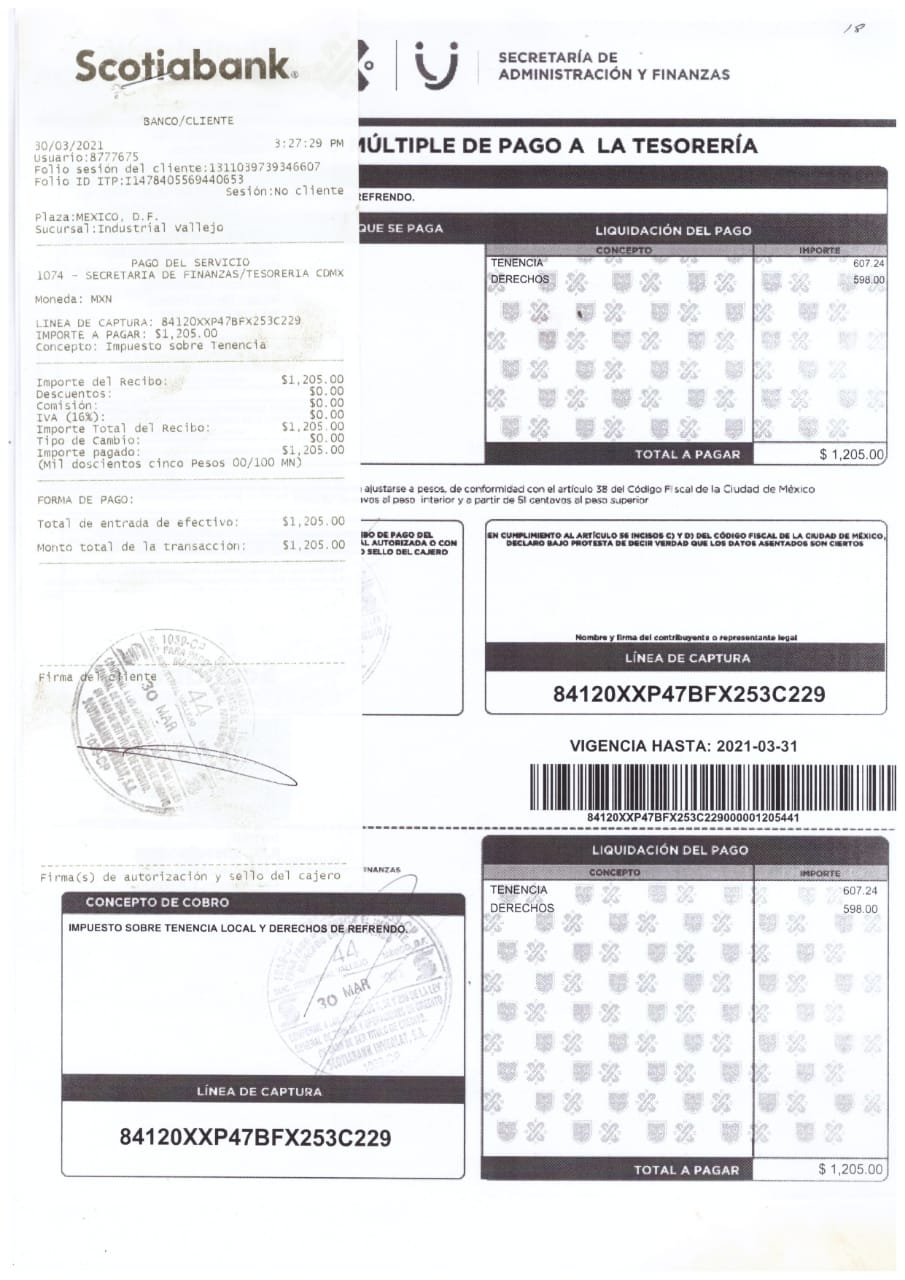 18
Scotiabank®
BANCO/CLIENTE
30/03/2021 3:27:29 PM
Usuario:8777675
Folio sesión del cliente:1311039739346607
Folio ID ITP:I1478405569440653
Sesión:No cliente
Plaza:MEXICO, D.F.
Sucursal:Industrial Vallejo
PAGO DEL SERVICIO
1074 - SECRETARIA DE FINANZAS/TESORERIA CDMX
Moneda: MXN
LINEA DE CAPTURA: 84120XXP47BFX253C229
IMPORTE A PAGAR: $1,205.00
Concepto: Impuesto sobre Tenencia
Importe del Recibo: $1,205.00
Descuentos: $0.00
Comisión: $0.00
IVA (16%): $0.00
Importe Total del Recibo: $1,205.00
Tipo de Cambio: $0.00
Importe pagado: $1,205.00
(Mil doscientos cinco Pesos 00/100 MN)
FORMA DE PAGO:
Total de entrada de efectivo: $1,205.00
Monto total de la transacción: $1,205.00
Firma del cliente
30 MAR
44
Firma(s) de autorización y sello del cajero
SECRETARÍA DE
ADMINISTRACIÓN Y FINANZAS
MÚLTIPLE DE PAGO A LA TESORERÍA
REFRENDO.
QUE SE PAGA
LIQUIDACIÓN DEL PAGO
CONCEPTO IMPORTE
TENENCIA 607.24
DERECHOS 598.00
TOTAL A PAGAR $ 1,205.00
ajustarse a pesos, de conformidad con el artículo 38 del Código Fiscal de la Ciudad de México
vos al peso interior y a partir de 51 centavos al peso superior
IBO DE PAGO DEL
AL AUTORIZADA O CON
O SELLO DEL CAJERO
EN CUMPLIMIENTO AL ARTÍCULO 56 INCISOS C) Y D) DEL CÓDIGO FISCAL DE LA CIUDAD DE MÉXICO,
DECLARO BAJO PROTESTA DE DECIR VERDAD QUE LOS DATOS ASENTADOS SON CIERTOS
Nombre y firma del contribuyente o representante legal
LÍNEA DE CAPTURA
84120XXP47BFX253C229
VIGENCIA HASTA: 2021-03-31
84120XXP47BFX253C229000001205441
FINANZAS
CONCEPTO DE COBRO
IMPUESTO SOBRE TENENCIA LOCAL Y DERECHOS DE REFRENDO.
44
30 MAR
SCOTIABANK INVERLAT, S.A.
LÍNEA DE CAPTURA
84120XXP47BFX253C229
LIQUIDACIÓN DEL PAGO
CONCEPTO IMPORTE
TENENCIA 607.24
DERECHOS 598.00
TOTAL A PAGAR $ 1,205.00